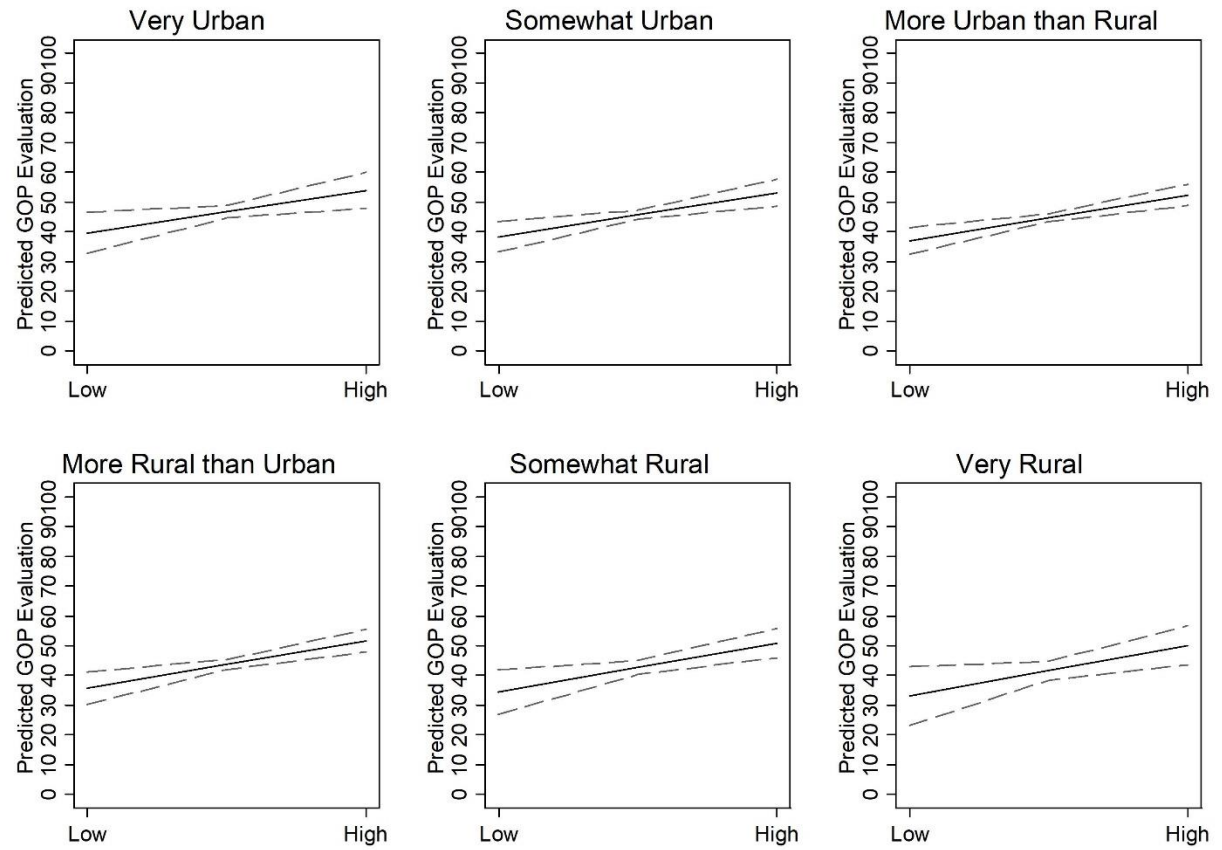 Very Urban
Predicted GOP Evaluation
0 10 20 30 40 50 60 70 80 90 100
Low High
Somewhat Urban
Predicted GOP Evaluation
0 10 20 30 40 50 60 70 80 90 100
Low High
More Urban than Rural
Predicted GOP Evaluation
0 10 20 30 40 50 60 70 80 90 100
Low High
More Rural than Urban
Predicted GOP Evaluation
0 10 20 30 40 50 60 70 80 90 100
Low High
Somewhat Rural
Predicted GOP Evaluation
0 10 20 30 40 50 60 70 80 90 100
Low High
Very Rural
Predicted GOP Evaluation
0 10 20 30 40 50 60 70 80 90 100
Low High